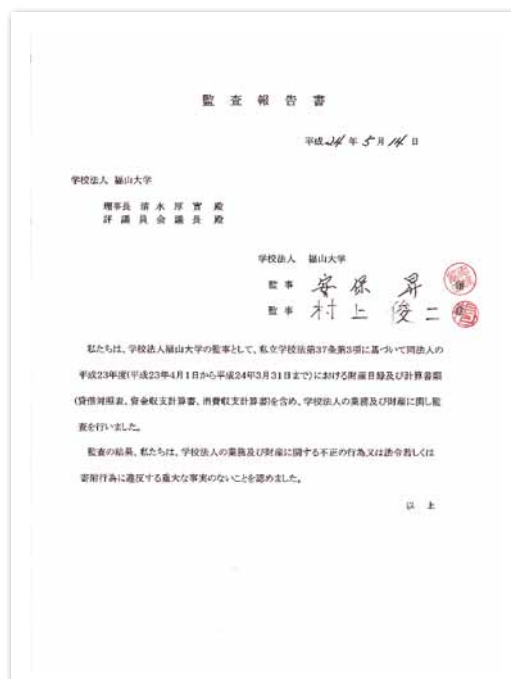 監査報告書
平成24年5月14日
学校法人 福山大学
理事長 清水厚實殿
評議員会議長殿
学校法人 福山大学
監事 安保昇
監事 村上俊二
私たちは、学校法人福山大学の監事として、私立学校法第37条第3項に基づいて同法人の
平成23年度(平成23年4月1日から平成24年3月31日まで)における財産目録及び計算書類
(貸借対照表、資金収支計算書、消費収支計算書)を含め、学校法人の業務及び財産に関し監
査を行いました。
監査の結果、私たちは、学校法人の業務及び財産に関する不正の行為又は法令若しくは
寄附行為に違反する重大な事実のないことを認めました。
以上